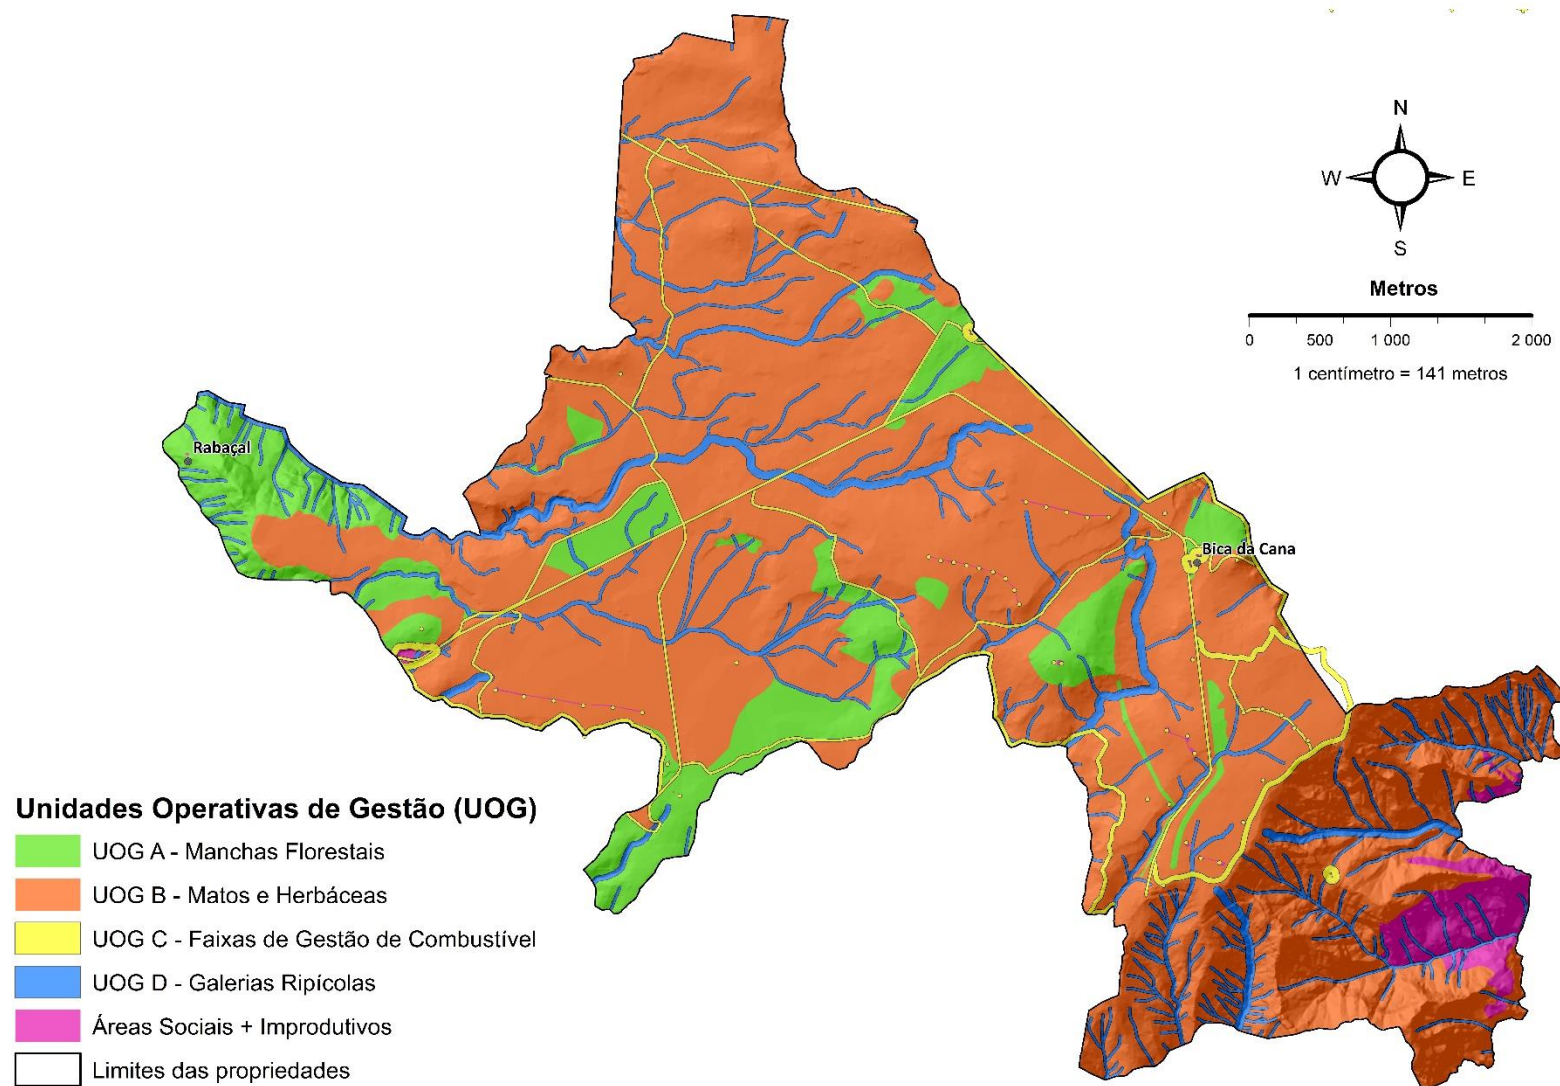 N
W E
S
Metros
0 500 1 000 2 000
1 centímetro = 141 metros
Rabaçal
Bica da Cana
Unidades Operativas de Gestão (UOG)
UOG A - Manchas Florestais
UOG B - Matos e Herbáceas
UOG C - Faixas de Gestão de Combustível
UOG D - Galerias Ripícolas
Áreas Sociais + Improdutivos
Limites das propriedades